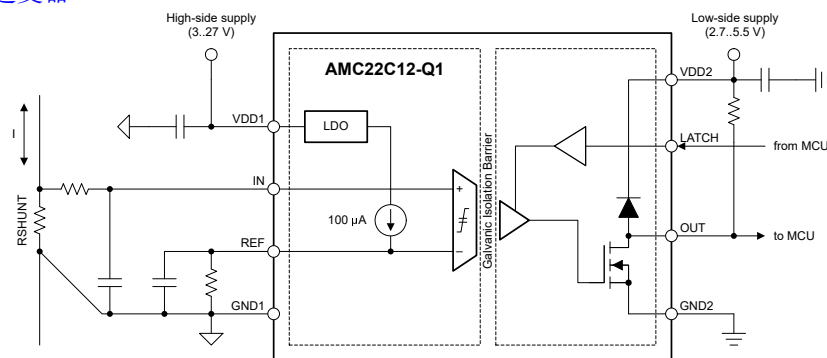 High-side supply
(3..27 V)
Low-side supply
(2.7..5.5 V)
AMC22C12-Q1
VDD1
LDO
VDD2
LATCH
from MCU
I
IN
+
100 μA
Galvanic Isolation Barrier
RSHUNT
REF
–
OUT
to MCU
GND1
GND2